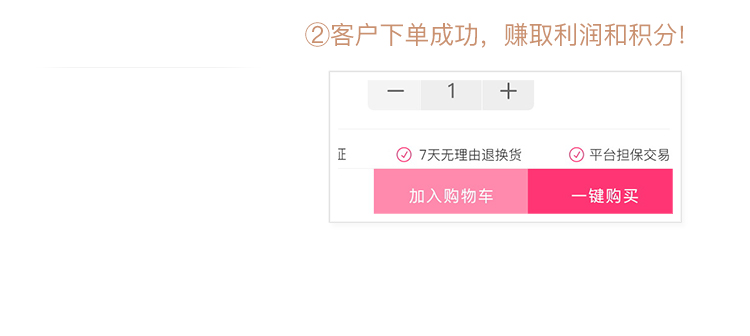 ②客户下单成功，赚取利润和积分!
— 1 +
证 7天无理由退换货 平台担保交易
加入购物车 一键购买